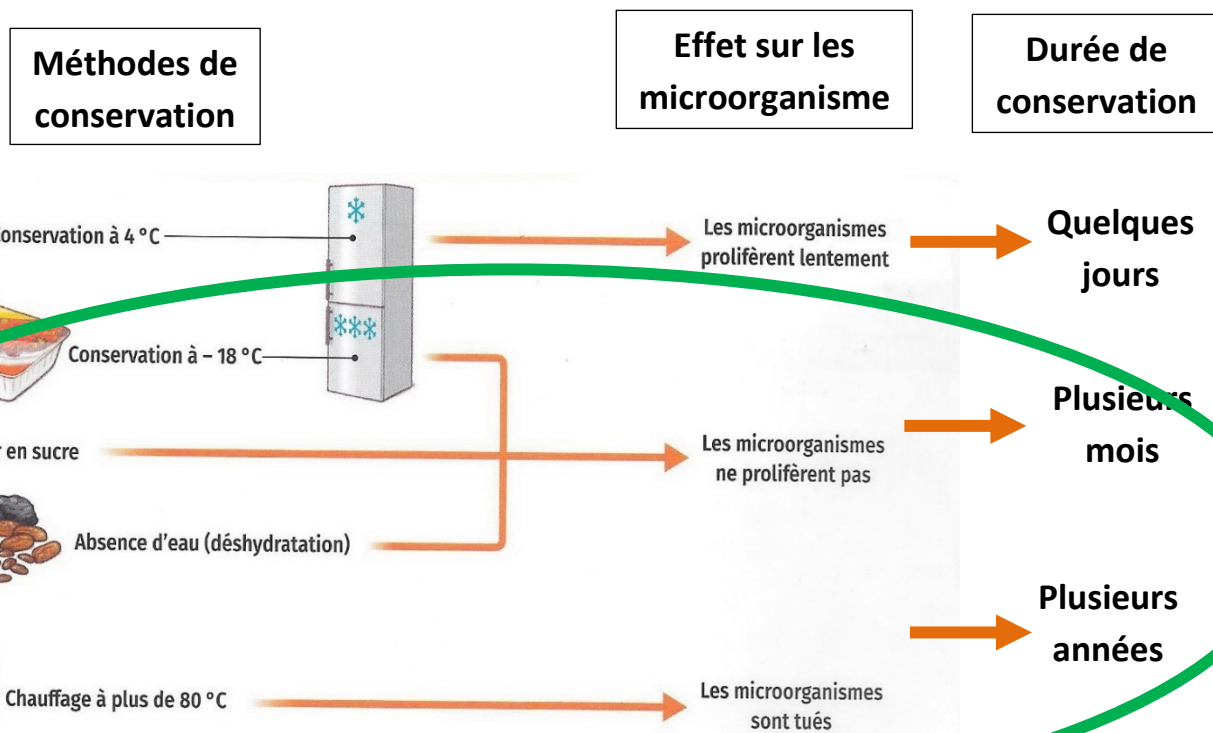 Méthodes de
conservation
Effet sur les
microorganisme
Durée de
conservation
Conservation à 4 °C
Les microorganismes
prolifèrent lentement
Quelques
jours
Conservation à – 18 °C
Plusieurs
mois
en sucre
Les microorganismes
ne prolifèrent pas
Absence d'eau (déshydratation)
Plusieurs
années
Chauffage à plus de 80 °C
Les microorganismes
sont tués